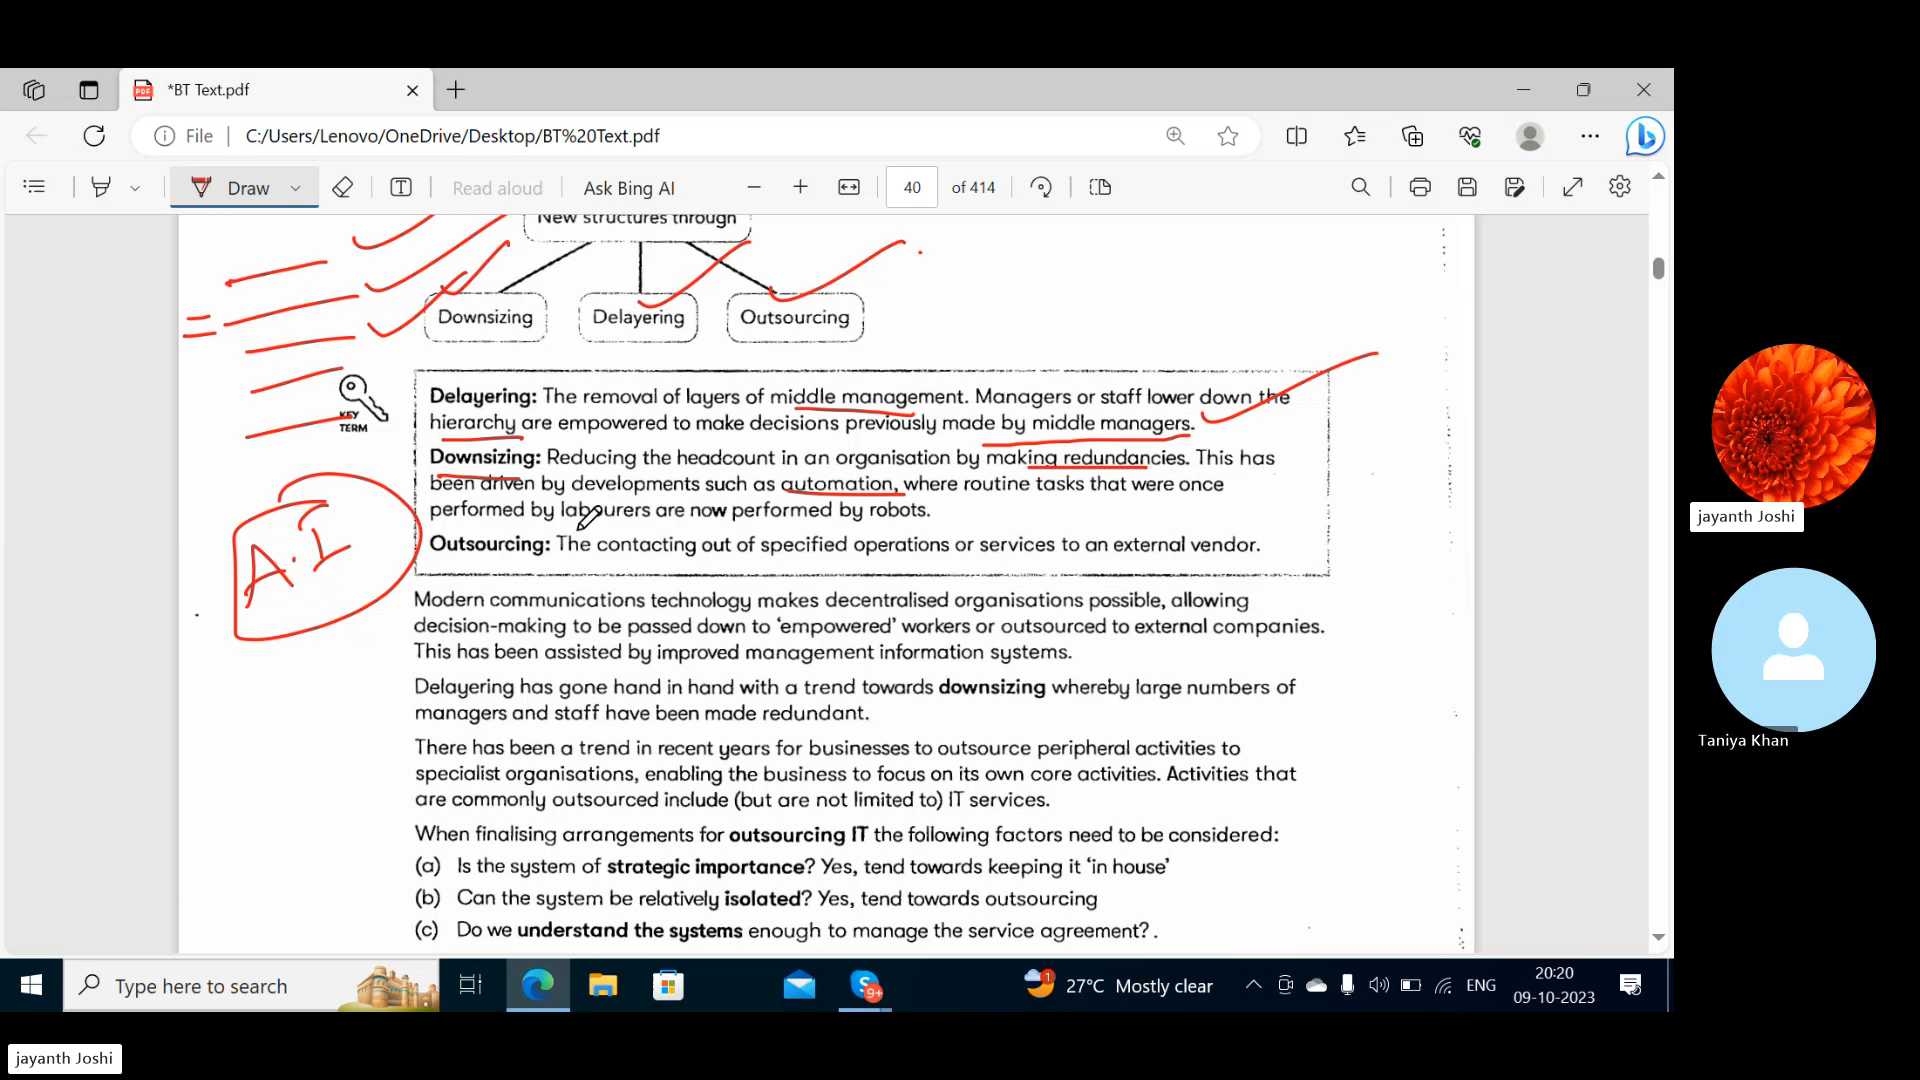 *BT Text.pdf
File
C:/Users/Lenovo/OneDrive/Desktop/BT%20Text.pdf
Draw
Read aloud
Ask Bing AI
40
of 414
New structures through
Downsizing
Delayering
Outsourcing
KEY
TERM
Delayering: The removal of layers of middle management. Managers or staff lower down the
hierarchy are empowered to make decisions previously made by middle managers.
Downsizing: Reducing the headcount in an organisation by making redundancies. This has
been driven by developments such as automation, where routine tasks that were once
performed by labourers are now performed by robots.
Outsourcing: The contacting out of specified operations or services to an external vendor.
A.I
Modern communications technology makes decentralised organisations possible, allowing
decision-making to be passed down to ‘empowered’ workers or outsourced to external companies.
This has been assisted by improved management information systems.
Delayering has gone hand in hand with a trend towards downsizing whereby large numbers of
managers and staff have been made redundant.
There has been a trend in recent years for businesses to outsource peripheral activities to
specialist organisations, enabling the business to focus on its own core activities. Activities that
are commonly outsourced include (but are not limited to) IT services.
When finalising arrangements for outsourcing IT the following factors need to be considered:
(a) Is the system of strategic importance? Yes, tend towards keeping it ‘in house’
(b) Can the system be relatively isolated? Yes, tend towards outsourcing
(c) Do we understand the systems enough to manage the service agreement?.
Type here to search
9+
1
27°C Mostly clear
ENG
20:20
09-10-2023
jayanth Joshi
Taniya Khan
jayanth Joshi